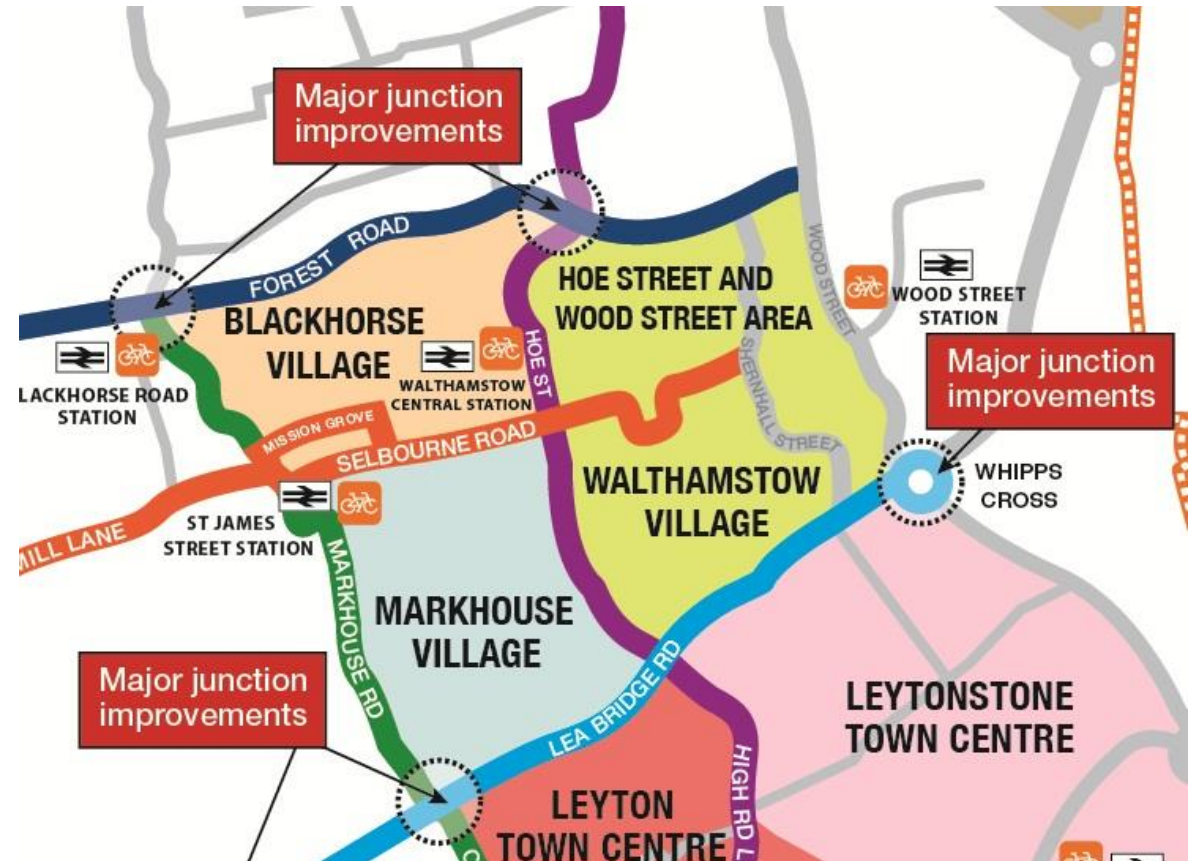 Major junction
improvements
FOREST ROAD
BLACKHORSE
VILLAGE
LACKHORSE ROAD
STATION
WALTHAMSTOW
CENTRAL STATION
HOE ST
HOE STREET AND
WOOD STREET AREA
WOOD STREET
WOOD STREET
STATION
SHERNHALL STREET
Major junction
improvements
WHIPPS
CROSS
MISSION GROVE
SELBOURNE ROAD
MILL LANE
ST JAMES
STREET STATION
WALTHAMSTOW
VILLAGE
MARKHOUSE RD
MARKHOUSE
VILLAGE
Major junction
improvements
LEA BRIDGE RD
LEYTONSTONE
TOWN CENTRE
HIGH RD L
LEYTON
TOWN CENTRE